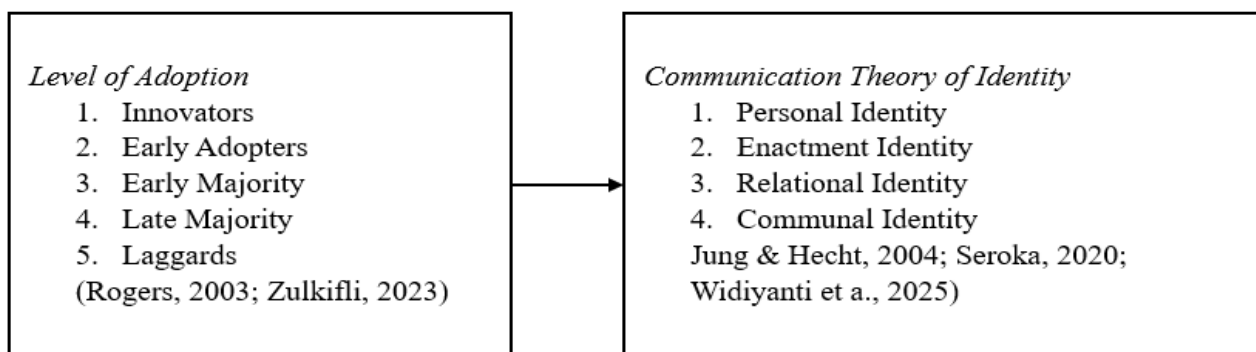 Level of Adoption
1. Innovators
2. Early Adopters
3. Early Majority
4. Late Majority
5. Laggards
(Rogers, 2003; Zulkifli, 2023)
Communication Theory of Identity
1. Personal Identity
2. Enactment Identity
3. Relational Identity
4. Communal Identity
Jung & Hecht, 2004; Seroka, 2020;
Widiyanti et a., 2025)